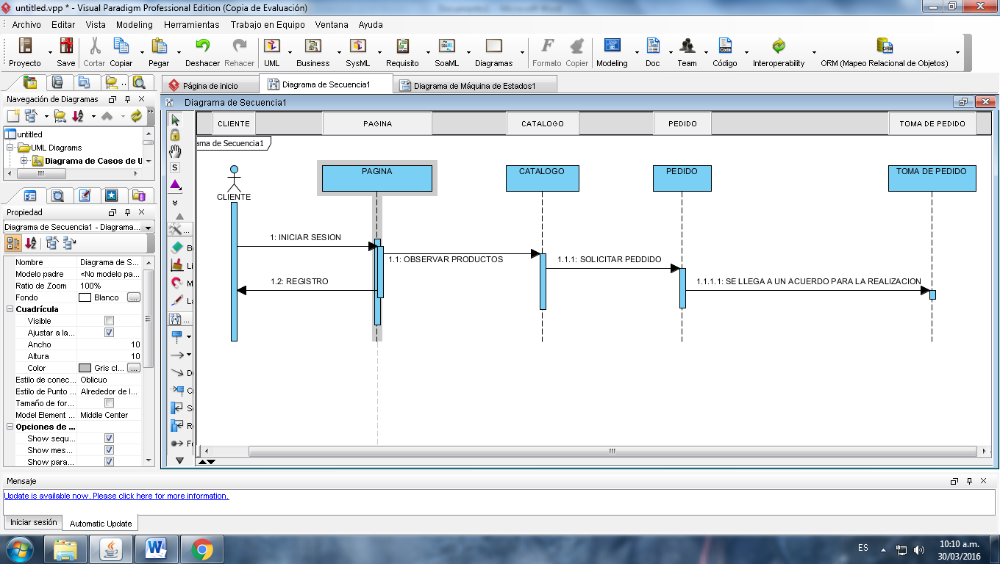 untitled.vpp * - Visual Paradigm Professional Edition (Copia de Evaluación)
Archivo Editar Vista Modeling Herramientas Trabajo en Equipo Ventana Ayuda
Proyecto Save Cortar Copiar Pegar Deshacer Rehacer UML Business SysML Requisito SoaML Diagramas Formato Copier Modeling Doc Team Código Interoperability ORM (Mapeo Relacional de Objetos)
Página de inicio Diagrama de Secuencia1 Diagrama de Máquina de Estados1
Navegación de Diagramas
untitled
UML Diagrams
Diagrama de Casos de U
Diagrama de Secuencia1
CLIENTE PAGINA CATALOGO PEDIDO TOMA DE PEDIDO
ama de Secuencia1
PAGINA CATALOGO PEDIDO TOMA DE PEDIDO
CLIENTE
1: INICIAR SESION
1.1: OBSERVAR PRODUCTOS
1.1.1: SOLICITAR PEDDIDO
1.2: REGISTRO
1.1.1.1: SE LLEGA A UN ACUERDO PARA LA REALIZACION
Propiedad
Diagrama de Secuencia1 - Diagrama...
Nombre Diagrama de S...
Modelo padre <No modelo pa...
Ratio de Zoom 100%
Fondo Blanco ...
Cuadrícula
Visible
Ajustar a la...
Ancho 10
Altura 10
Color Gris cl... ...
Estilo de conec... Oblicuo
Estilo de Punto ... Alrededor de l...
Tamaño de for...
Model Element ... Middle Center
Opciones de ...
Show sequ...
Show mes...
Show para...
Mensaje
Update is available now. Please click here for more information.
Iniciar sesión Automatic Update
ES
10:10 a.m.
30/03/2016